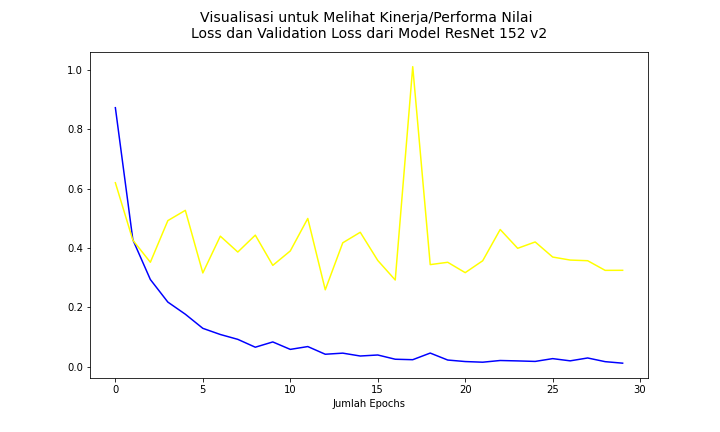 Visualisasi untuk Melihat Kinerja/Performa Nilai
Loss dan Validation Loss dari Model ResNet 152 v2
1.0
0.8
0.6
0.4
0.2
0.0
0 5 10 15 20 25 30
Jumlah Epochs